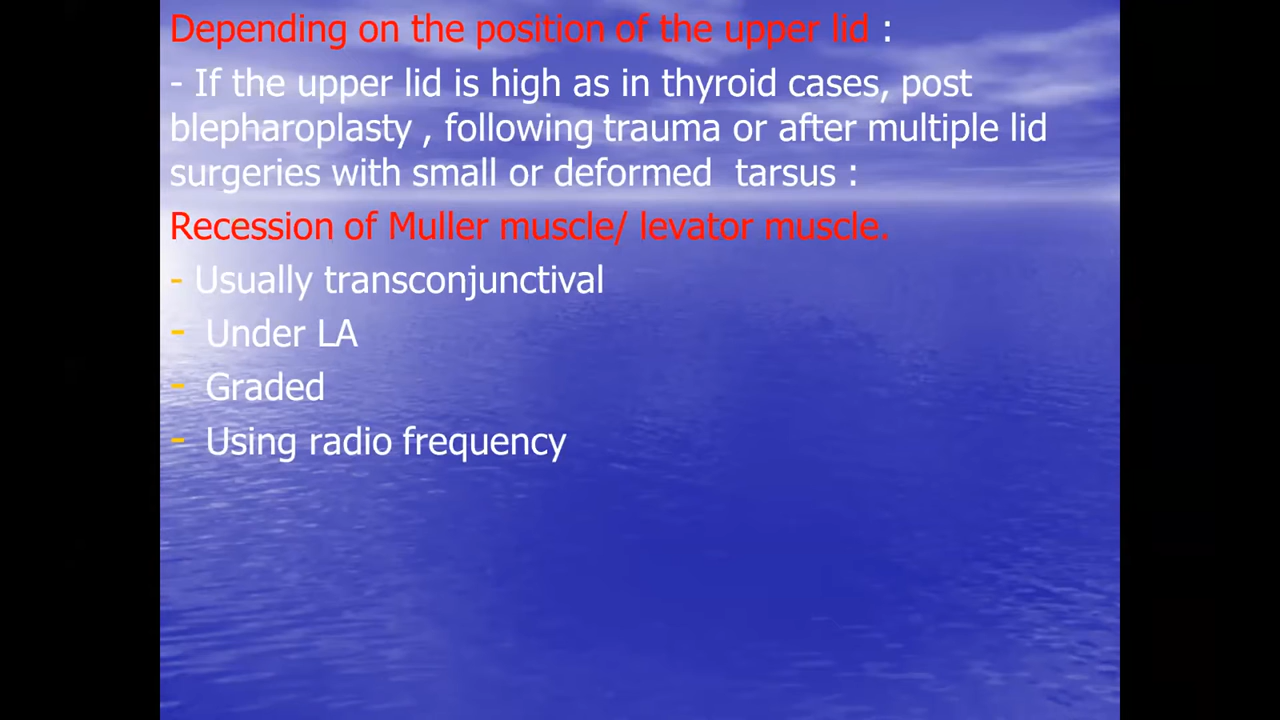 Depending on the position of the upper lid :
- If the upper lid is high as in thyroid cases, post
blepharoplasty , following trauma or after multiple lid
surgeries with small or deformed  tarsus :
Recession of Muller muscle/ levator muscle.
- Usually transconjunctival
- Under LA
- Graded
- Using radio frequency